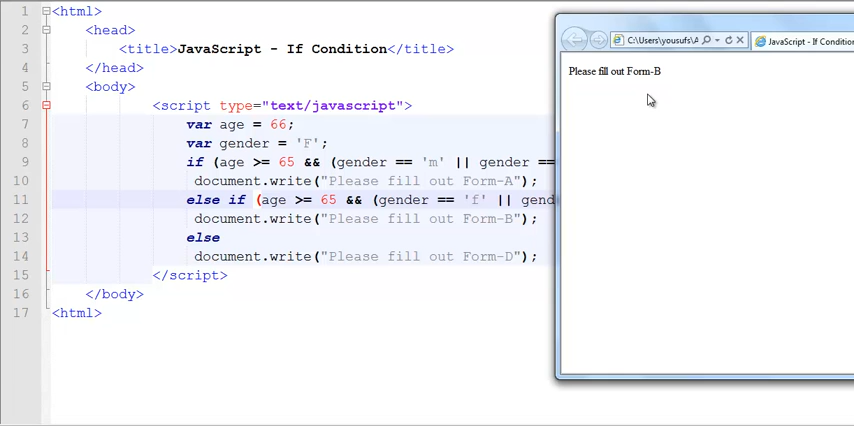 1 <html>
2 <head>
3 <title>JavaScript - If Condition</title>
4 </head>
5 <body>
6 <script type="text/javascript">
7 var age = 66;
8 var gender = 'F';
9 if (age >= 65 && (gender == 'm' || gender ==
10 document.write("Please fill out Form-A");
11 else if (age >= 65 && (gender == 'f' || gend
12 document.write("Please fill out Form-B");
13 else
14 document.write("Please fill out Form-D");
15 </script>
16 </body>
17 <html>
C:\Users\yousufs\A
JavaScript - If Condition
Please fill out Form-B